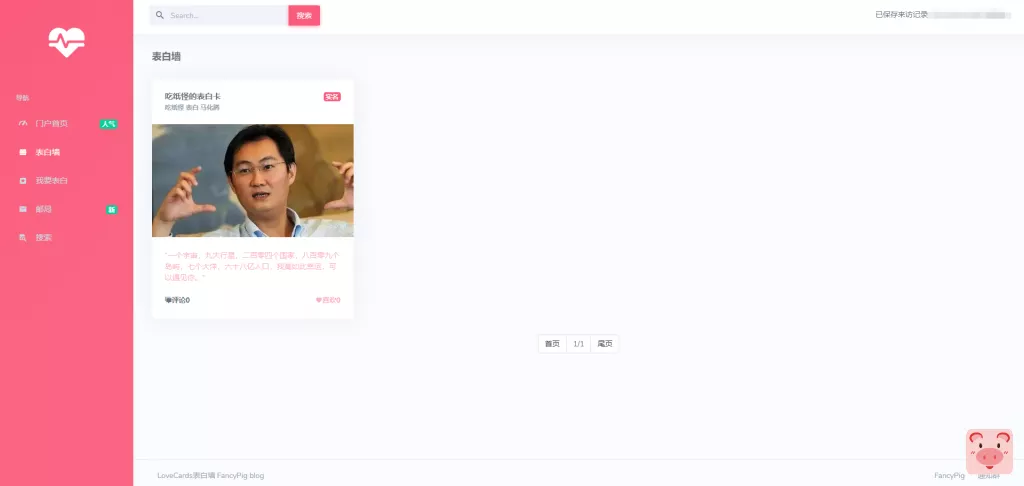 Search...
搜索
已保存来访记录
导航
门户首页
人气
表白墙
我要表白
邮局
新
搜索
表白墙
吃纸怪的表白卡
实名
吃纸怪 表白 马化腾
"一个宇宙，九大行星，二百零四个国家，八百零九个
岛屿，七个大洋，六十八亿人口，我竟如此幸运，可
以遇见你。"
评论0
喜欢0
首页
1/1
尾页
LoveCards表白墙 FancyPig blog
FancyPig